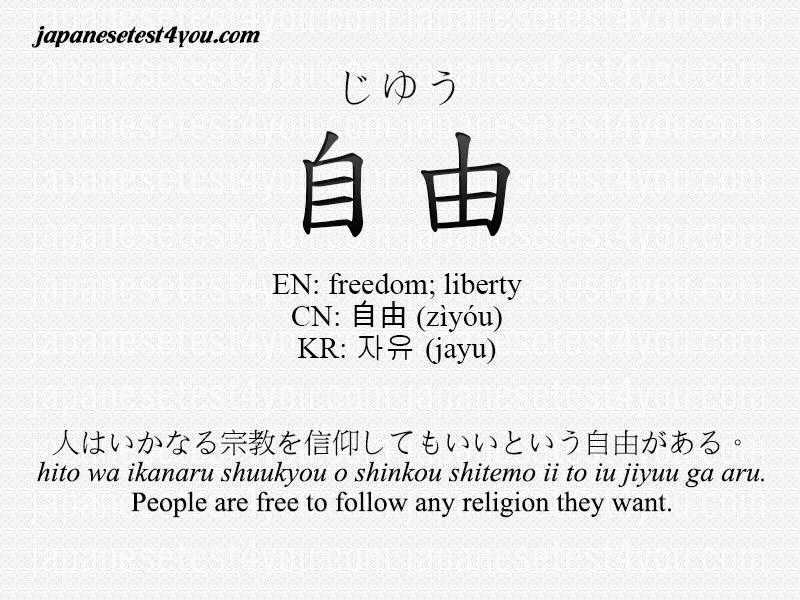 japanesetest4you.com
じゆう
自由
EN: freedom; liberty
CN: 自由 (zìyóu)
KR: 자유 (jayu)
人はいかなる宗教を信仰してもいいという自由がある。
hito wa ikanaru shuukyou o shinkou shitemo ii to iu jiyuu ga aru.
People are free to follow any religion they want.